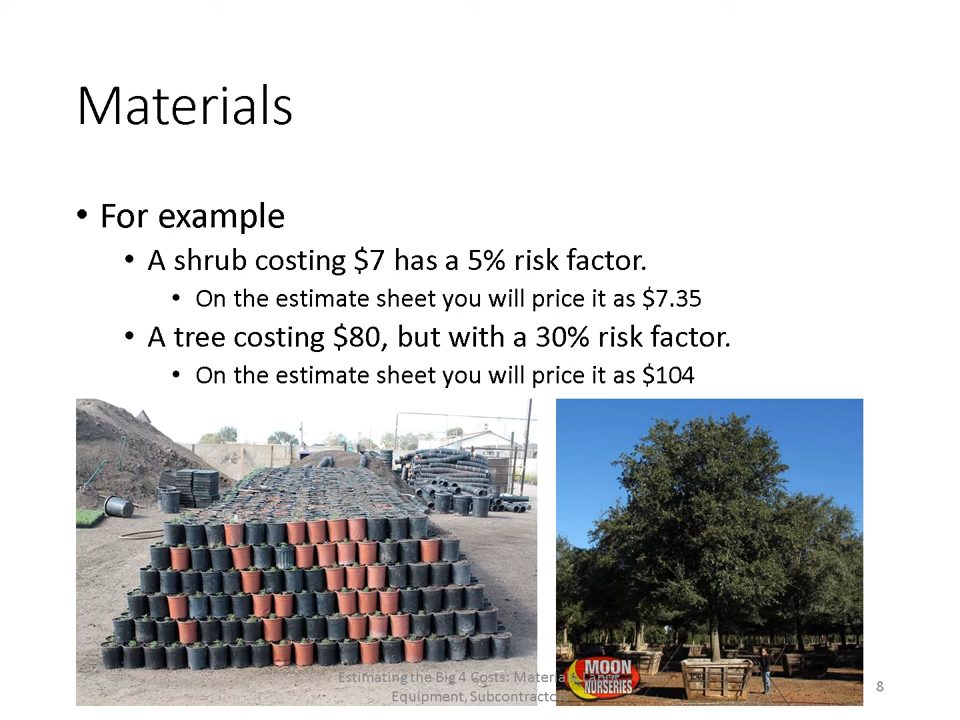 Materials
• For example
• A shrub costing $7 has a 5% risk factor.
• On the estimate sheet you will price it as $7.35
• A tree costing $80, but with a 30% risk factor.
• On the estimate sheet you will price it as $104
MOON
NURSERIES
Estimating the Big 4 Costs: Materials, Labor,
Equipment, Subcontracto
8